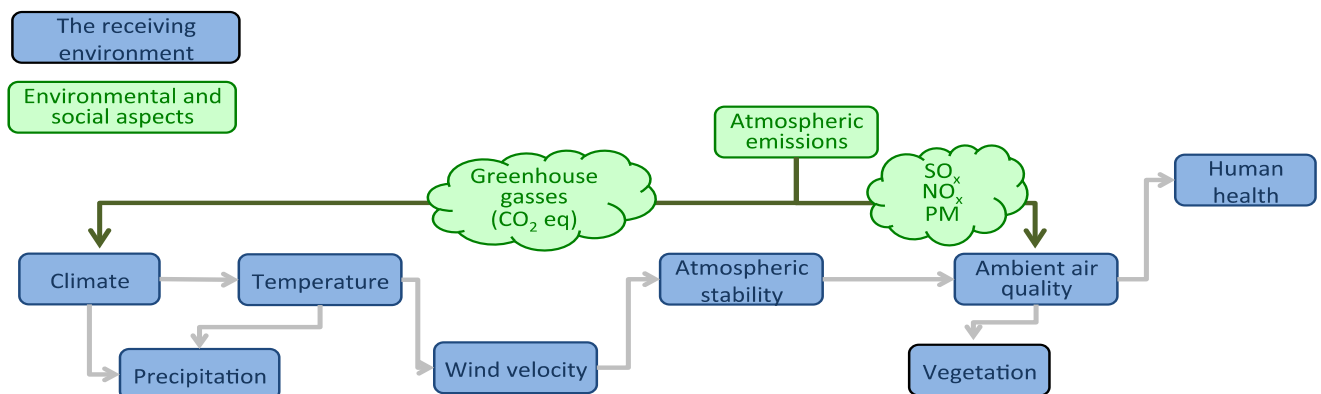 The receiving
environment
Environmental and
social aspects
Atmospheric
emissions
Greenhouse
gasses
(CO₂ eq)
SOₓ
NOₓ
PM
Human
health
Climate
Temperature
Atmospheric
stability
Ambient air
quality
Precipitation
Wind velocity
Vegetation